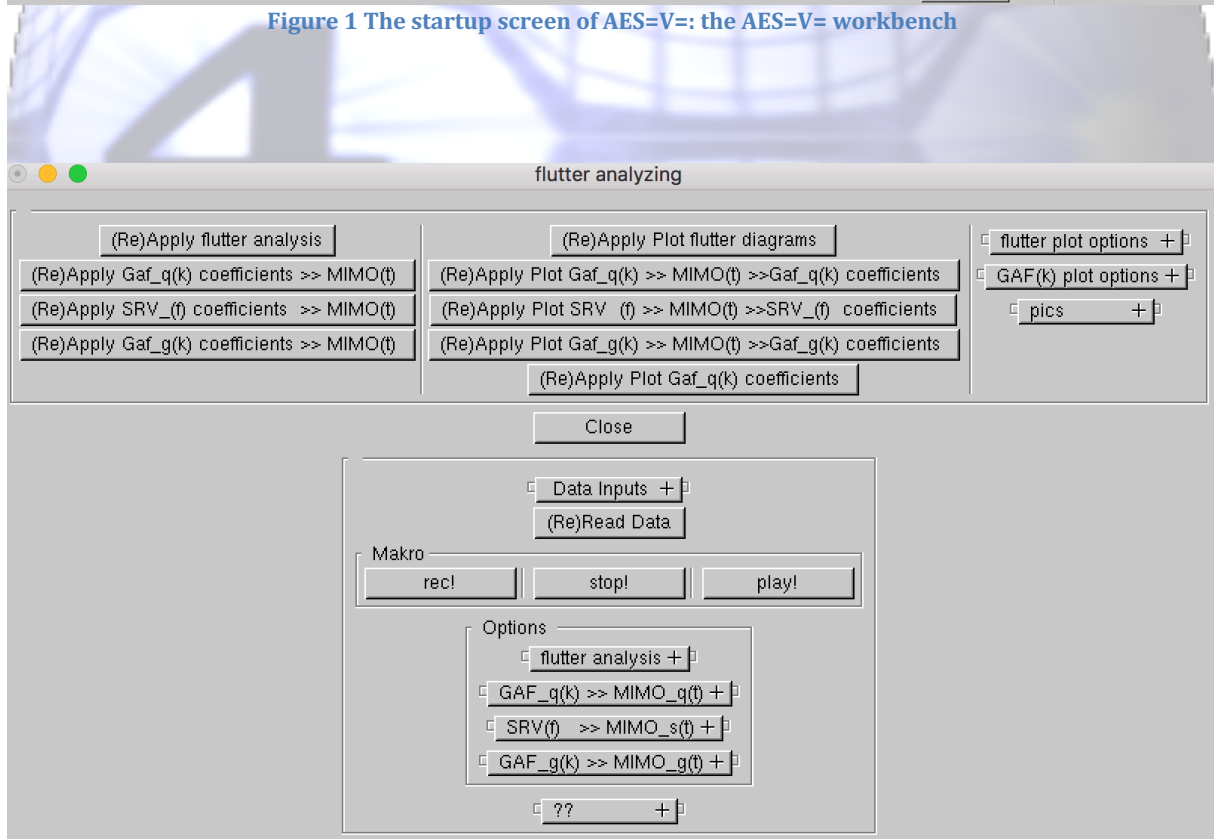 Figure 1 The startup screen of AES=V=: the AES=V= workbench
flutter analyzing
(Re)Apply flutter analysis
(Re)Apply Gaf_q(k) coefficients >> MIMO(t)
(Re)Apply SRV_(f) coefficients >> MIMO(t)
(Re)Apply Gaf_g(k) coefficients >> MIMO(t)
(Re)Apply Plot flutter diagrams
(Re)Apply Plot Gaf_q(k) >> MIMO(t) >>Gaf_q(k) coefficients
(Re)Apply Plot SRV (f) >> MIMO(t) >>SRV_(f) coefficients
(Re)Apply Plot Gaf_g(k) >> MIMO(t) >>Gaf_g(k) coefficients
(Re)Apply Plot Gaf_q(k) coefficients
flutter plot options +
GAF(k) plot options +
pics +
Close
Data Inputs +
(Re)Read Data
Makro
rec! stop! play!
Options
flutter analysis +
GAF_q(k) >> MIMO_q(t) +
SRV(f) >> MIMO_s(t) +
GAF_g(k) >> MIMO_g(t) +
?? +